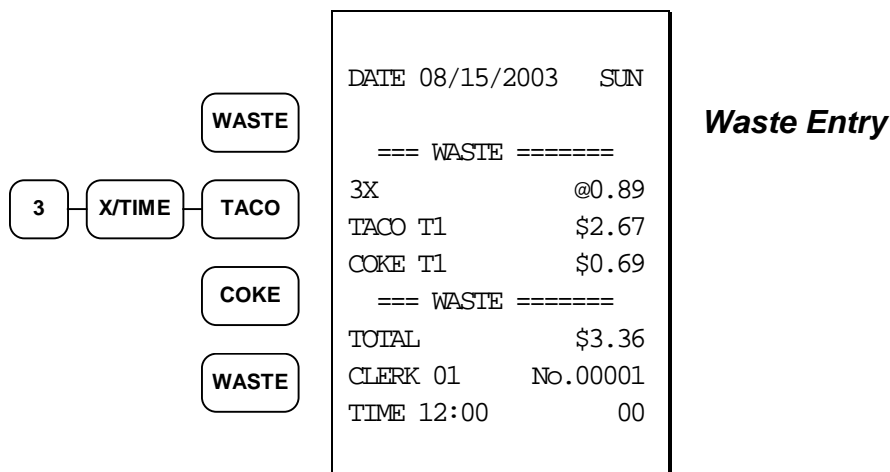 WASTE
3 X/TIME TACO
COKE
WASTE
DATE 08/15/2003 SUN
=== WASTE =======
3X @0.89
TACO T1 $2.67
COKE T1 $0.69
=== WASTE =======
TOTAL $3.36
CLERK 01 No.00001
TIME 12:00 00
Waste Entry